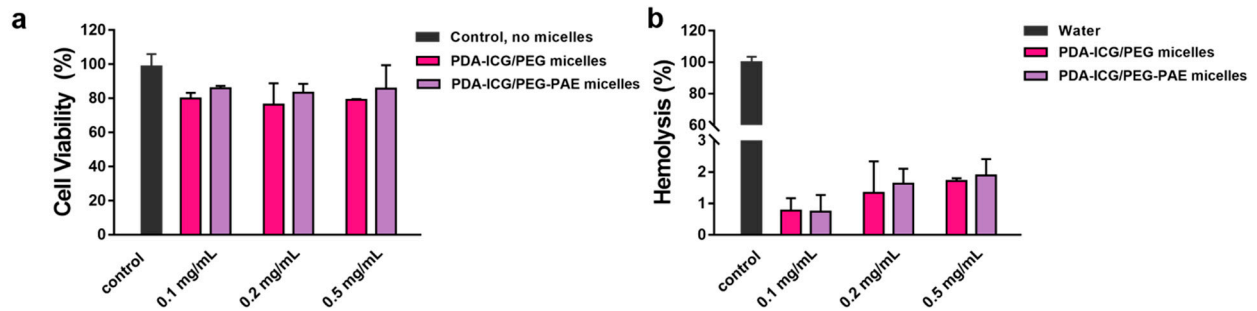 a
Cell Viability (%)
120
100
80
60
40
20
0
control
0.1 mg/mL
0.2 mg/mL
0.5 mg/mL
Control, no micelles
PDA-ICG/PEG micelles
PDA-ICG/PEG-PAE micelles
b
Hemolysis (%)
120
100
80
60
3
2
1
0
control
0.1 mg/mL
0.2 mg/mL
0.5 mg/mL
Water
PDA-ICG/PEG micelles
PDA-ICG/PEG-PAE micelles